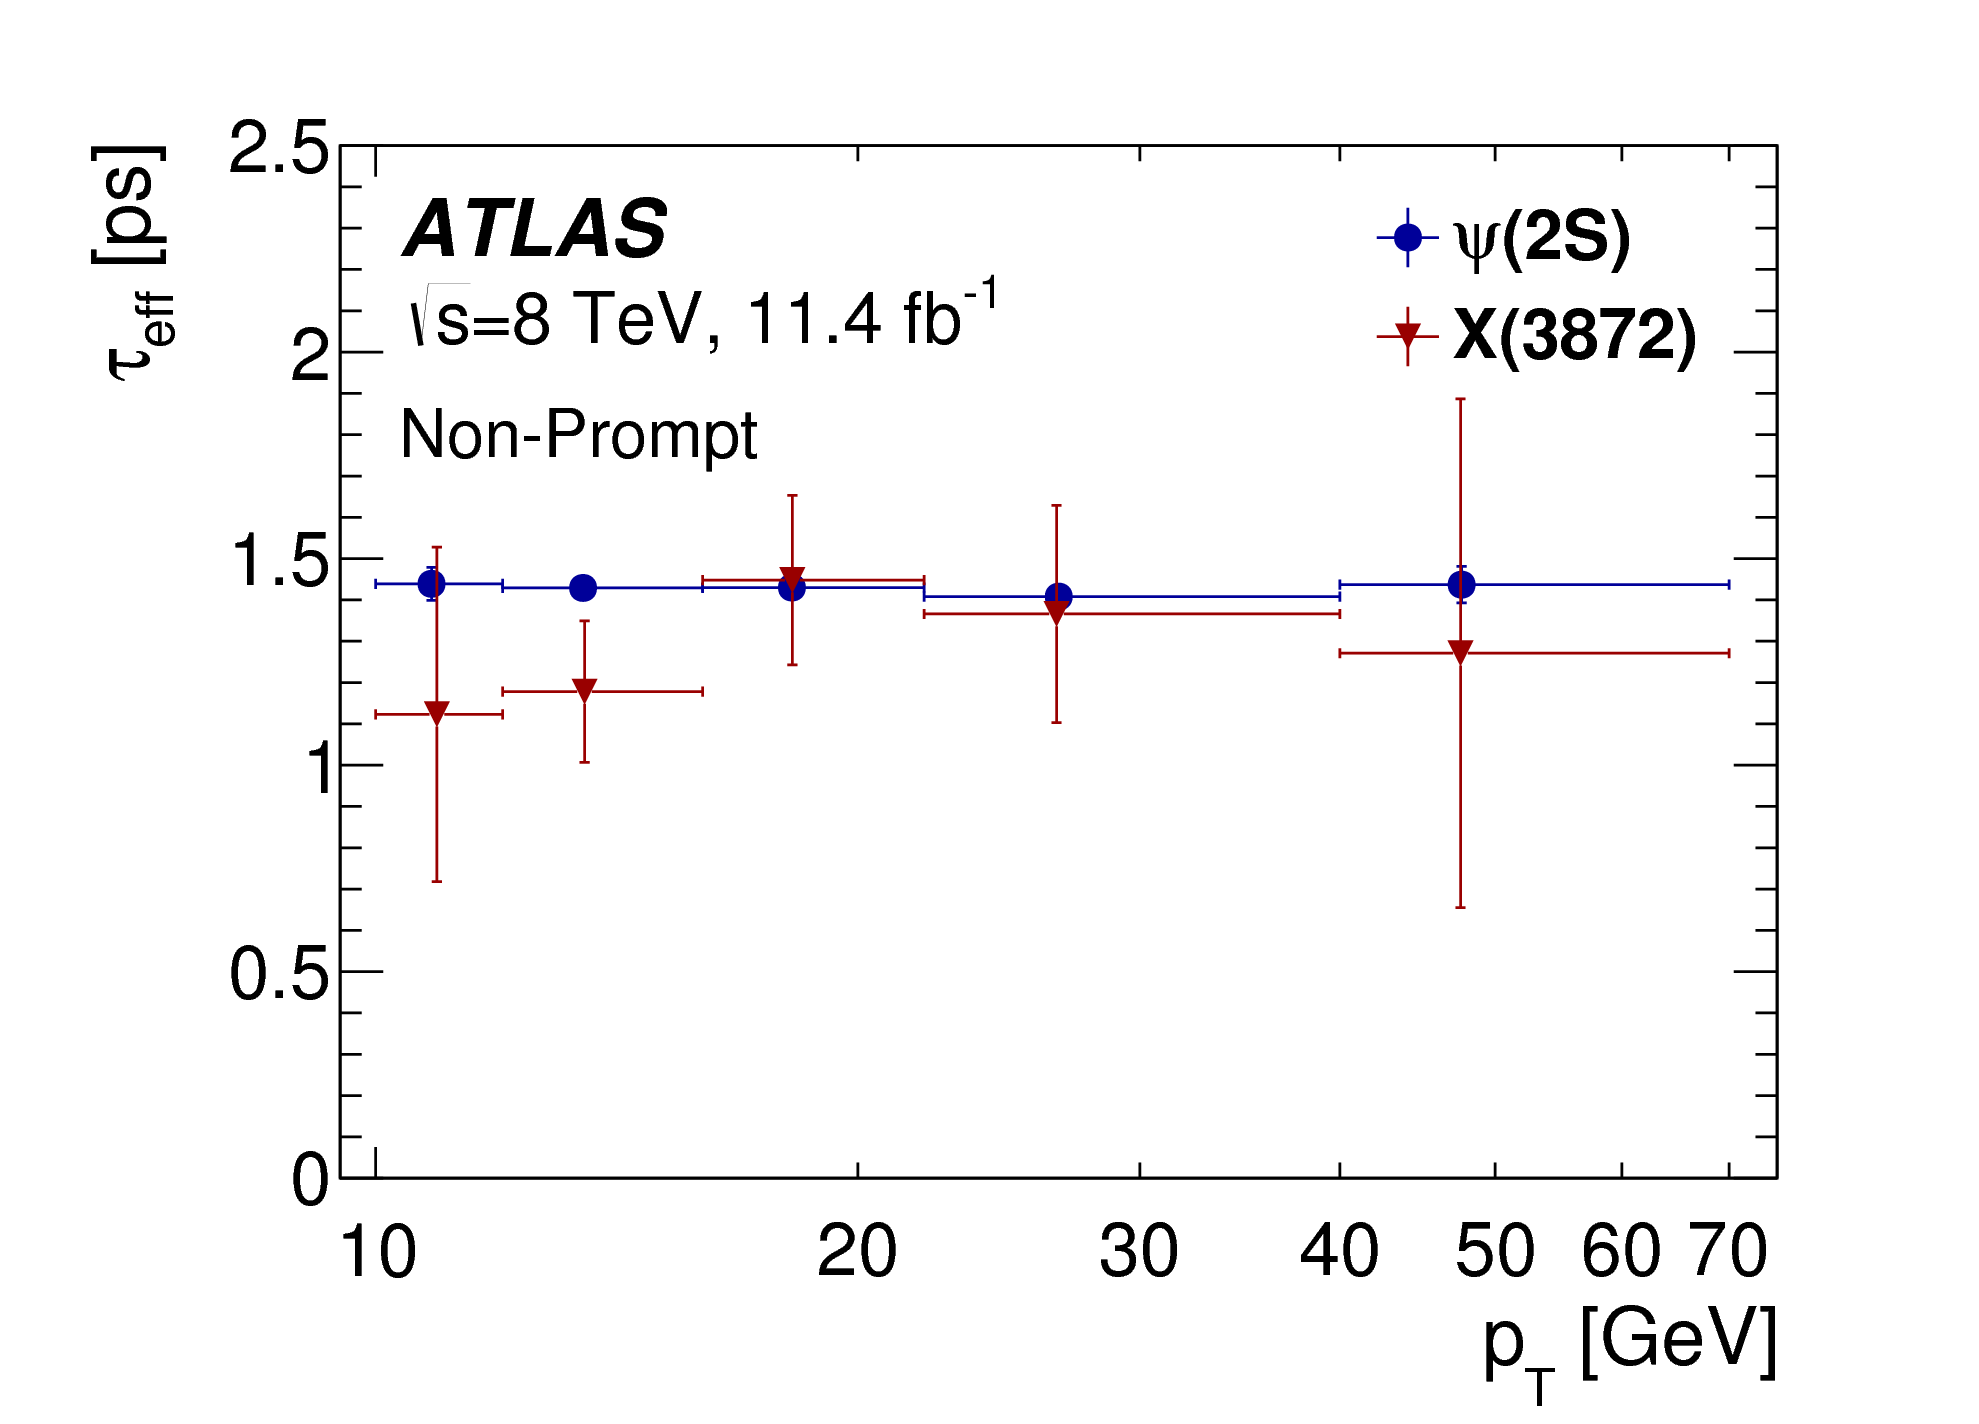 τeff [ps]
2.5
2
1.5
1
0.5
0
ATLAS
√s=8 TeV, 11.4 fb-1
Non-Prompt
ψ(2S)
X(3872)
10 20 30 40 50 60 70
pT [GeV]